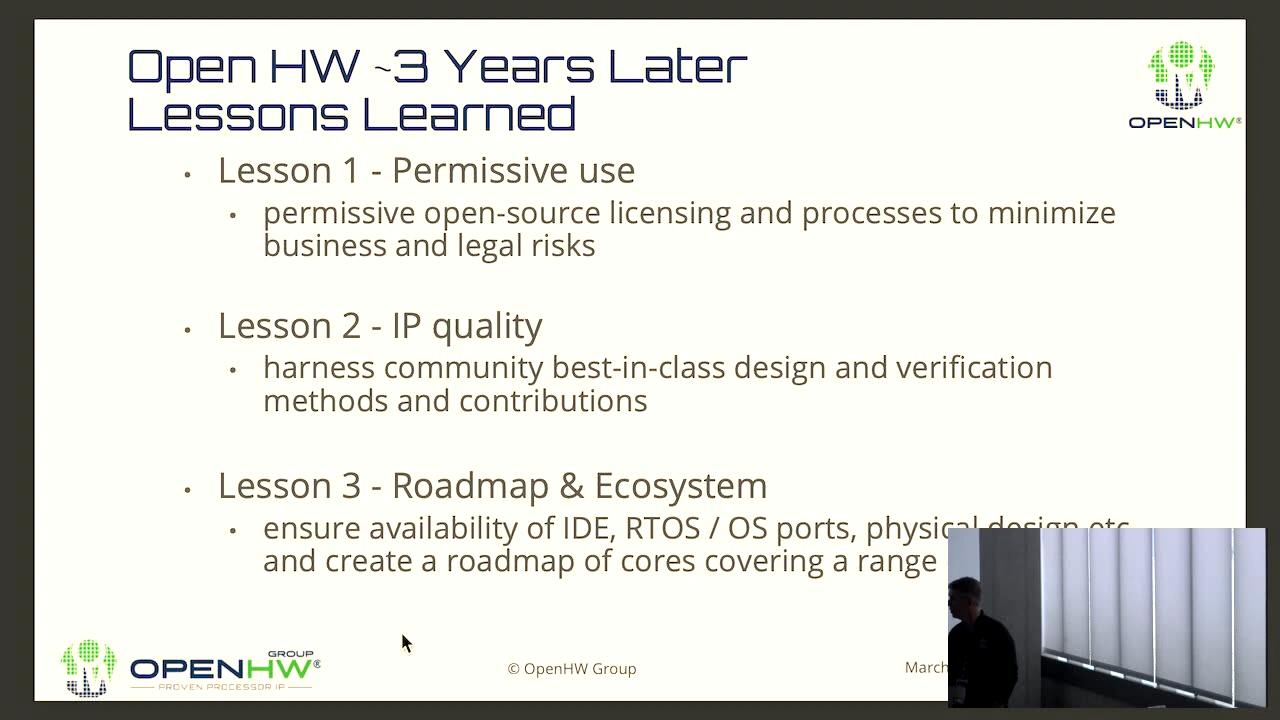 Open HW ~3 Years Later
Lessons Learned
OPENHW®
• Lesson 1 - Permissive use
• permissive open-source licensing and processes to minimize
business and legal risks
• Lesson 2 - IP quality
• harness community best-in-class design and verification
methods and contributions
• Lesson 3 - Roadmap & Ecosystem
• ensure availability of IDE, RTOS / OS ports, physical design etc
and create a roadmap of cores covering a range
GROUP
OPENHW®
PROVEN PROCESSOR IP
© OpenHW Group
March